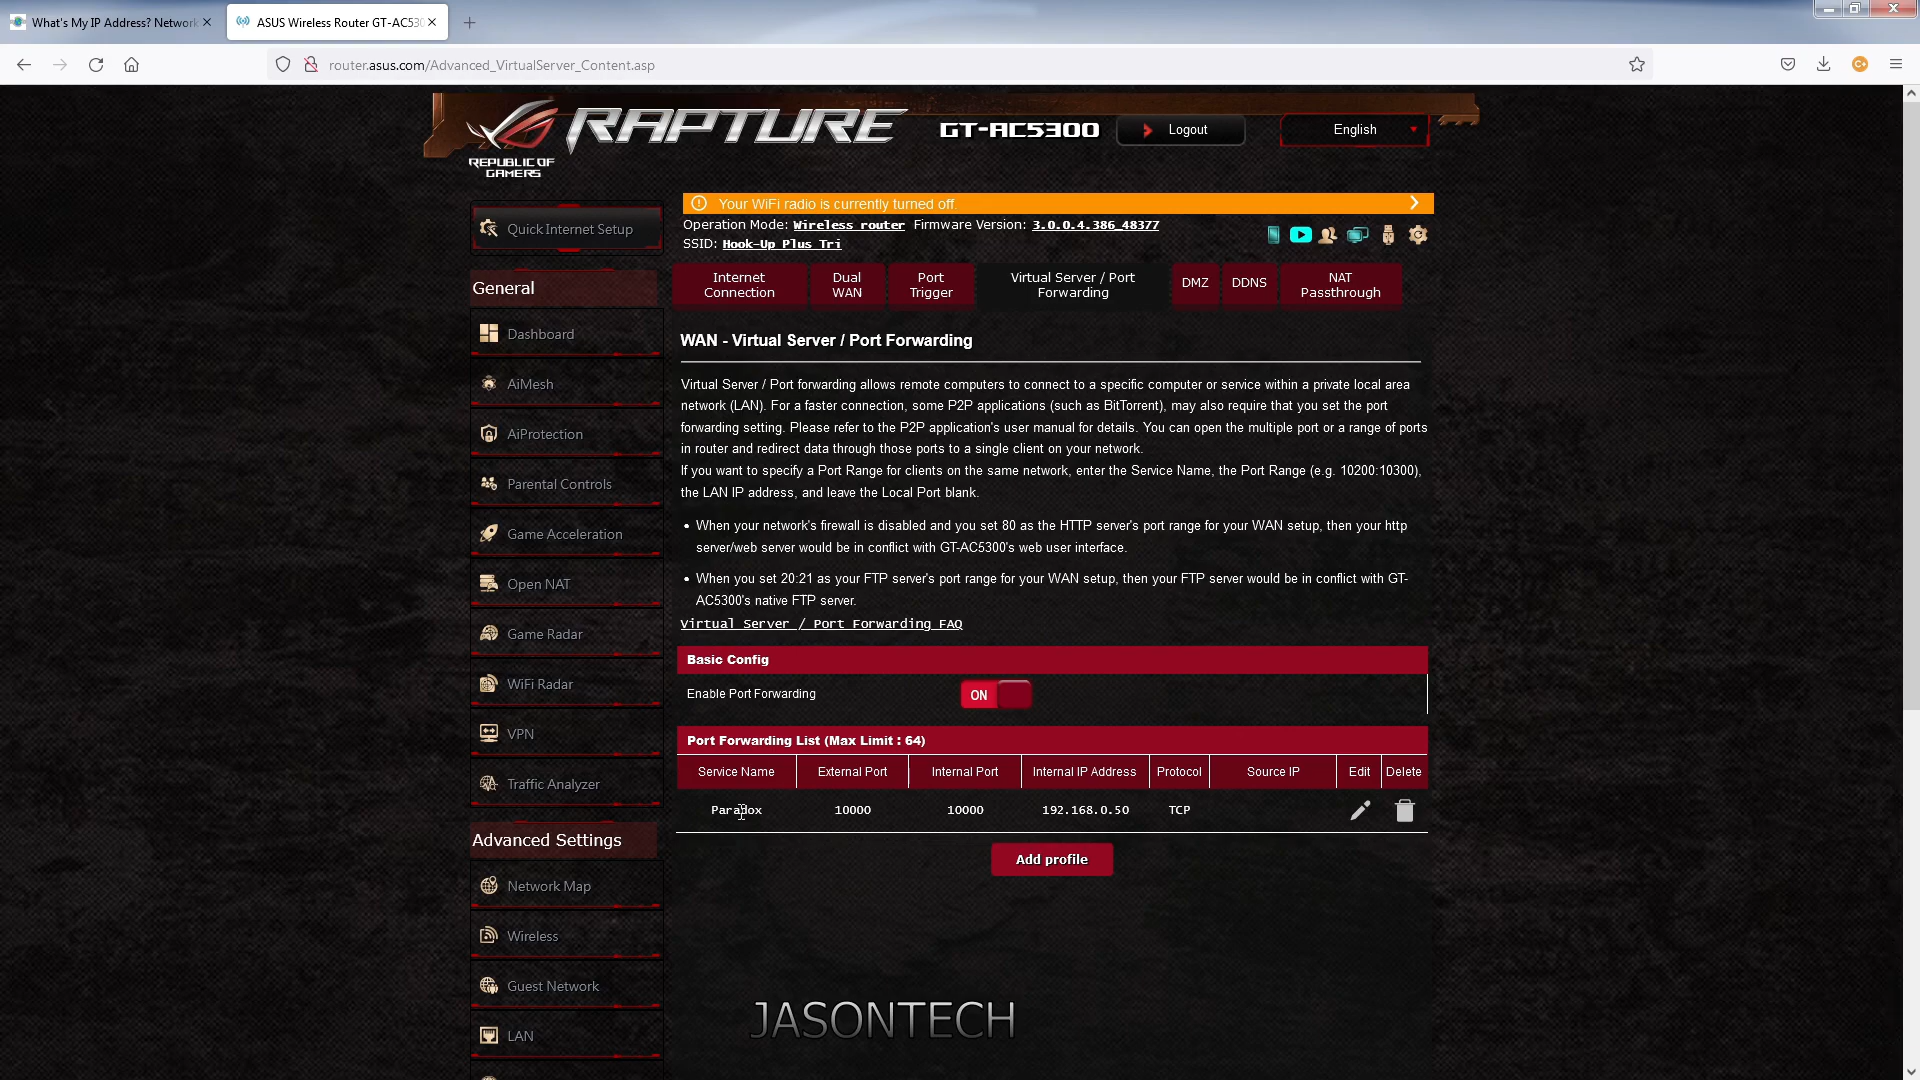 What's My IP Address? Network
ASUS Wireless Router GT-AC530
router.asus.com/Advanced_VirtualServer_Content.asp
REPUBLIC OF
GAMERS
RAPTURE
GT-AC5300
Logout
English
Quick Internet Setup
General
Dashboard
AiMesh
AiProtection
Parental Controls
Game Acceleration
Open NAT
Game Radar
WiFi Radar
VPN
Traffic Analyzer
Advanced Settings
Network Map
Wireless
Guest Network
LAN
Your WiFi radio is currently turned off.
Operation Mode: Wireless router Firmware Version: 3.0.0.4.386_48377
SSID: Hook-Up Plus Tri
Internet
Connection
Dual
WAN
Port
Trigger
Virtual Server / Port
Forwarding
DMZ
DDNS
NAT
Passthrough
WAN - Virtual Server / Port Forwarding
Virtual Server / Port forwarding allows remote computers to connect to a specific computer or service within a private local area
network (LAN). For a faster connection, some P2P applications (such as BitTorrent), may also require that you set the port
forwarding setting. Please refer to the P2P application's user manual for details. You can open the multiple port or a range of ports
in router and redirect data through those ports to a single client on your network.
If you want to specify a Port Range for clients on the same network, enter the Service Name, the Port Range (e.g. 10200:10300),
the LAN IP address, and leave the Local Port blank.
• When your network's firewall is disabled and you set 80 as the HTTP server's port range for your WAN setup, then your http
server/web server would be in conflict with GT-AC5300's web user interface.
• When you set 20:21 as your FTP server's port range for your WAN setup, then your FTP server would be in conflict with GT-
AC5300's native FTP server.
Virtual Server / Port Forwarding FAQ
Basic Config
Enable Port Forwarding ON
Port Forwarding List (Max Limit : 64)
Service Name External Port Internal Port Internal IP Address Protocol Source IP Edit Delete
Paradox 10000 10000 192.168.0.50 TCP
Add profile
JASONTECH